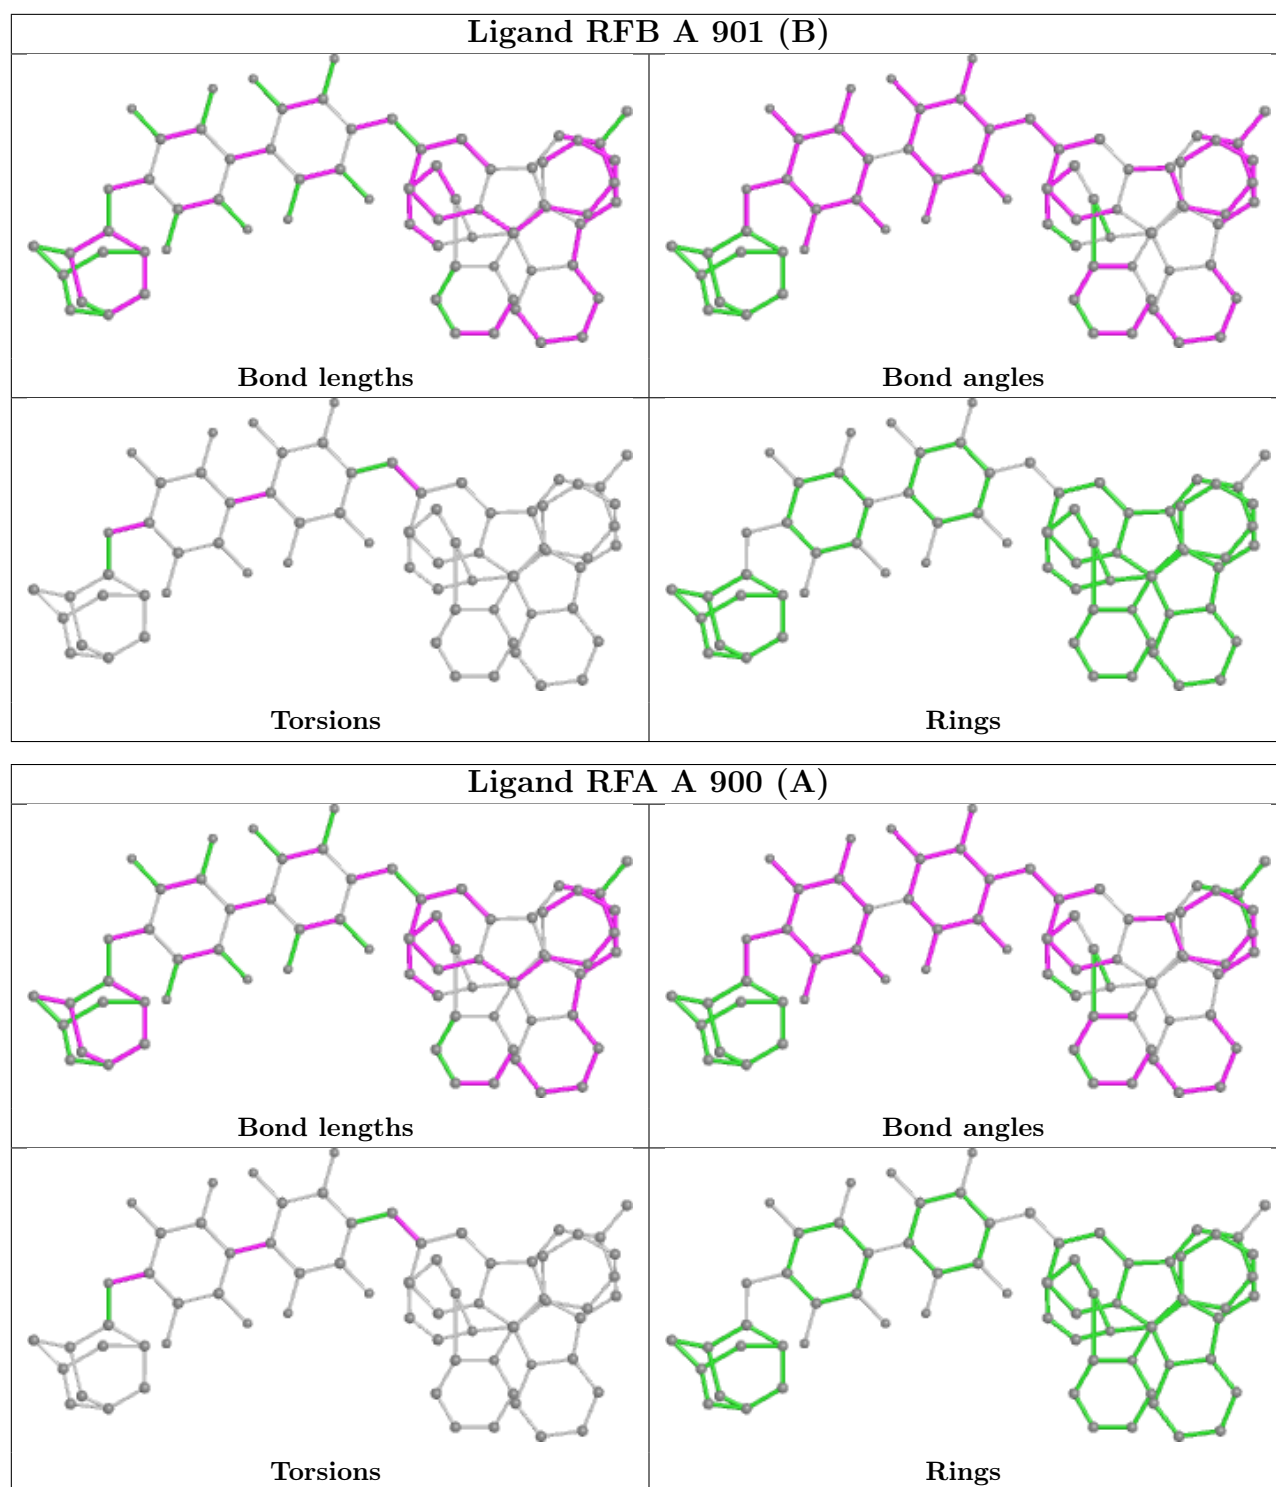 Ligand RFB A 901 (B)
Bond lengths
Bond angles
Torsions
Rings
Ligand RFA A 900 (A)
Bond lengths
Bond angles
Torsions
Rings